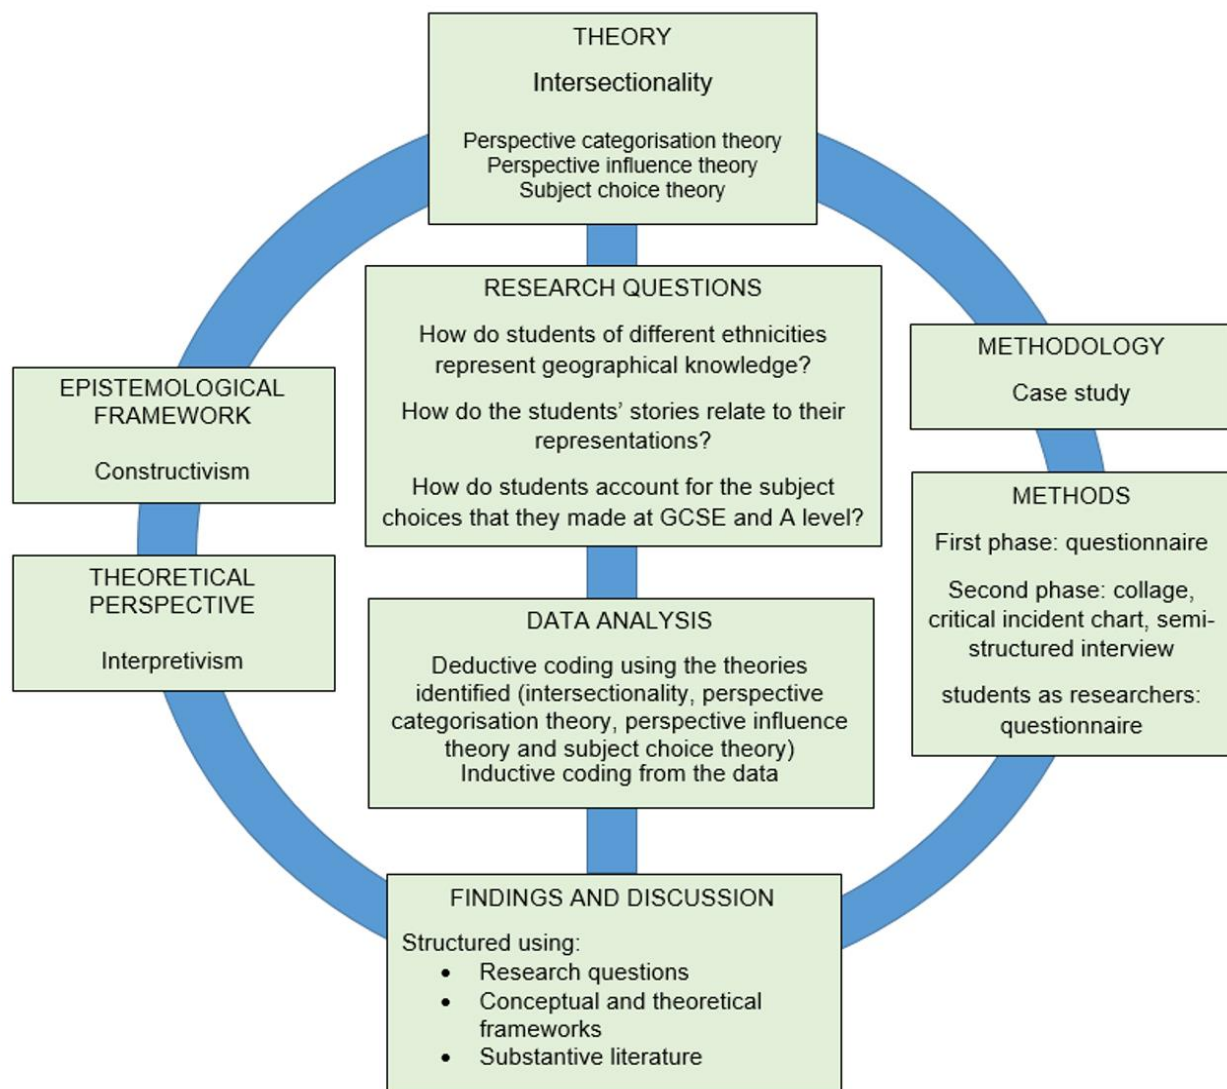 THEORY
Intersectionality
Perspective categorisation theory
Perspective influence theory
Subject choice theory
RESEARCH QUESTIONS
How do students of different ethnicities
represent geographical knowledge?
How do the students’ stories relate to their
representations?
How do students account for the subject
choices that they made at GCSE and A level?
EPISTEMOLOGICAL
FRAMEWORK
Constructivism
THEORETICAL
PERSPECTIVE
Interpretivism
METHODOLOGY
Case study
METHODS
First phase: questionnaire
Second phase: collage,
critical incident chart, semi-
structured interview
students as researchers:
questionnaire
DATA ANALYSIS
Deductive coding using the theories
identified (intersectionality, perspective
categorisation theory, perspective influence
theory and subject choice theory)
Inductive coding from the data
FINDINGS AND DISCUSSION
Structured using:
• Research questions
• Conceptual and theoretical
frameworks
• Substantive literature